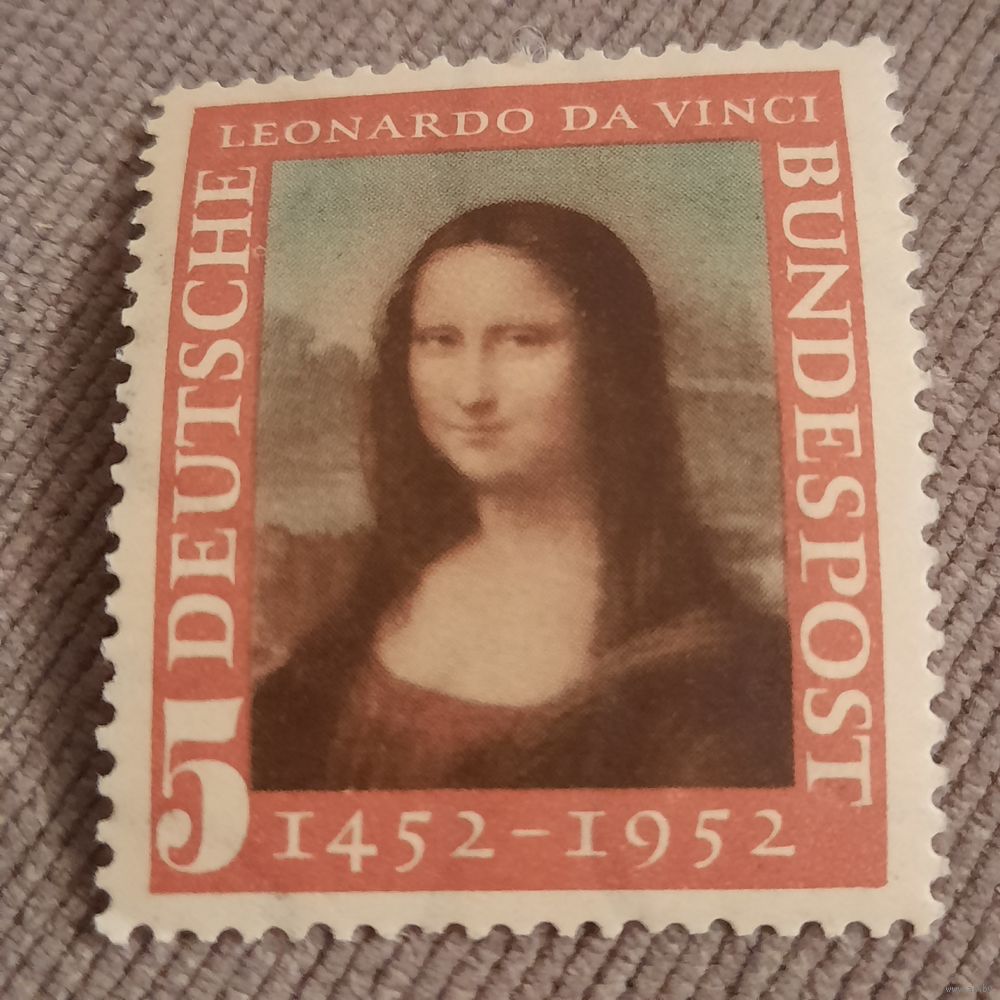 LEONARDO DA VINCI
DEUTSCHE
BUNDESPOST
5
1452-1952